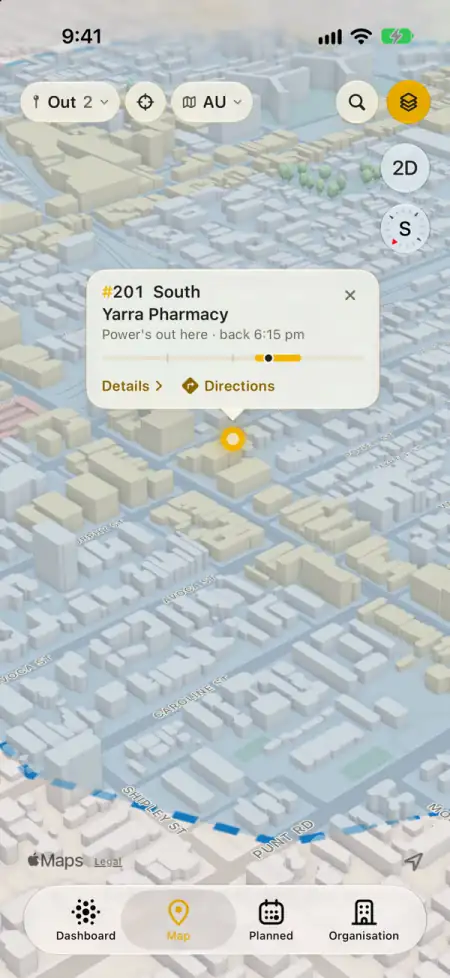 9:41
Out 2
AU
2D
S
#201 South
Yarra Pharmacy
Power's out here · back 6:15 pm
Details
Directions
CAROLINE ST
SHIPLEY ST
PUNT RD
Maps Legal
Dashboard
Map
Planned
Organisation